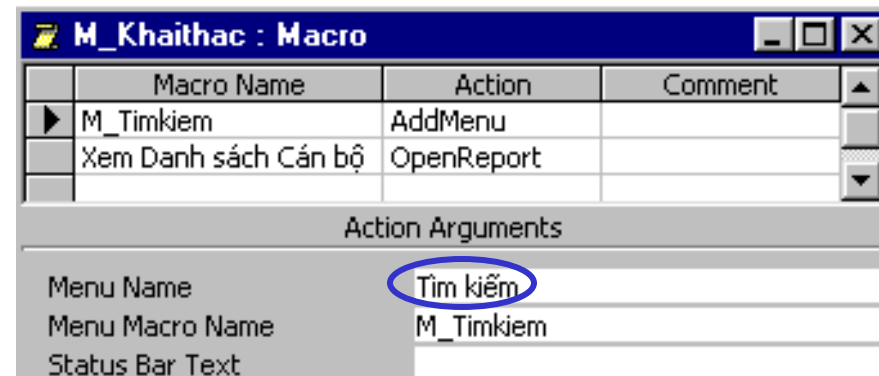 M_Khaithac : Macro
Macro Name Action Comment
M_Timkiem AddMenu
Xem Danh sách Cán bộ OpenReport
Action Arguments
Menu Name Tìm kiếm
Menu Macro Name M_Timkiem
Status Bar Text